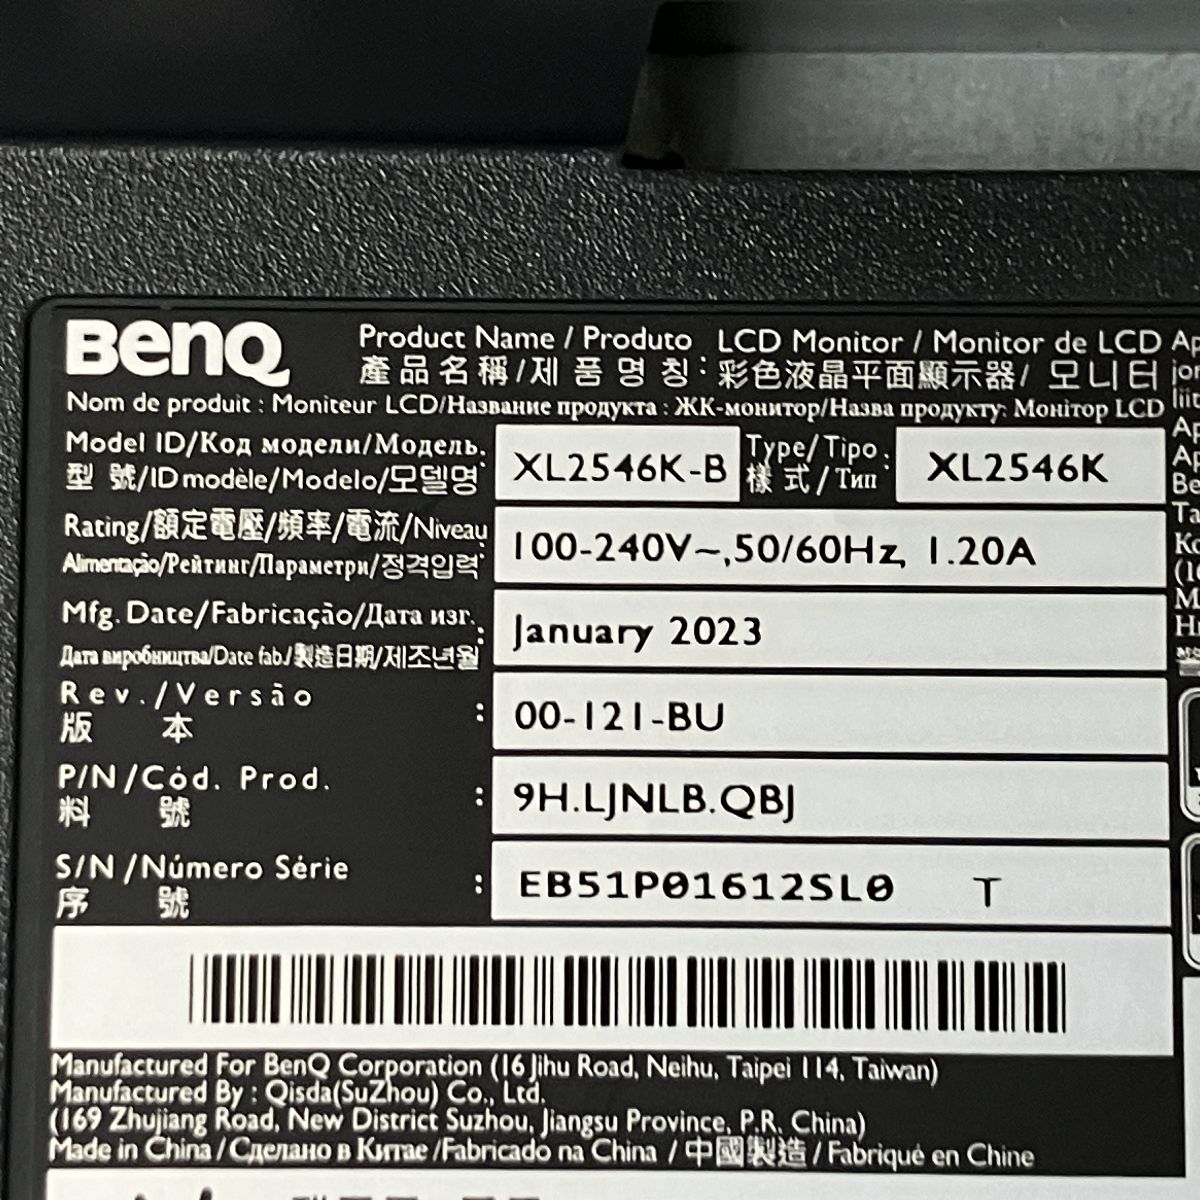 BenQ
Product Name / Produto LCD Monitor / Monitor de LCD
產品名稱/제 품 명 칭 : 彩色液晶平面顯示器/ 모니터
Nom de produit : Moniteur LCD/Название продукта : ЖК-монитор/Назва продукту: Монітор LCD
Model ID/Код модели/Модель. : XL2546K-B Type/Tipo : XL2546K
型 號/ID modèle/Modelo/모델명 樣 式 / Тип
Rating/額定電壓/頻率/電流/Niveau 100-240V~,50/60Hz, 1.20A
Alimentação/Рейтинг/Параметри/정격입력
Mfg. Date/Fabricação/Дата изг. : January 2023
Дата виробництва/Date fab./製造日期/제조년월
Rev./Versão : 00-121-BU
版 本
P/N/Cód. Prod. : 9H.LJNLB.QBJ
料 號
S/N/Número Série : EB51P01612SL0 T
序 號
Manufactured For BenQ Corporation (16 Jihu Road, Neihu, Taipei 114, Taiwan)
Manufactured By : Qisda(SuZhou) Co., Ltd.
(169 Zhujiang Road, New District Suzhou, Jiangsu Province, P.R. China)
Made in China / Сделано в Китае /Fabricado na China / 中國製造 / Fabriqué en Chine